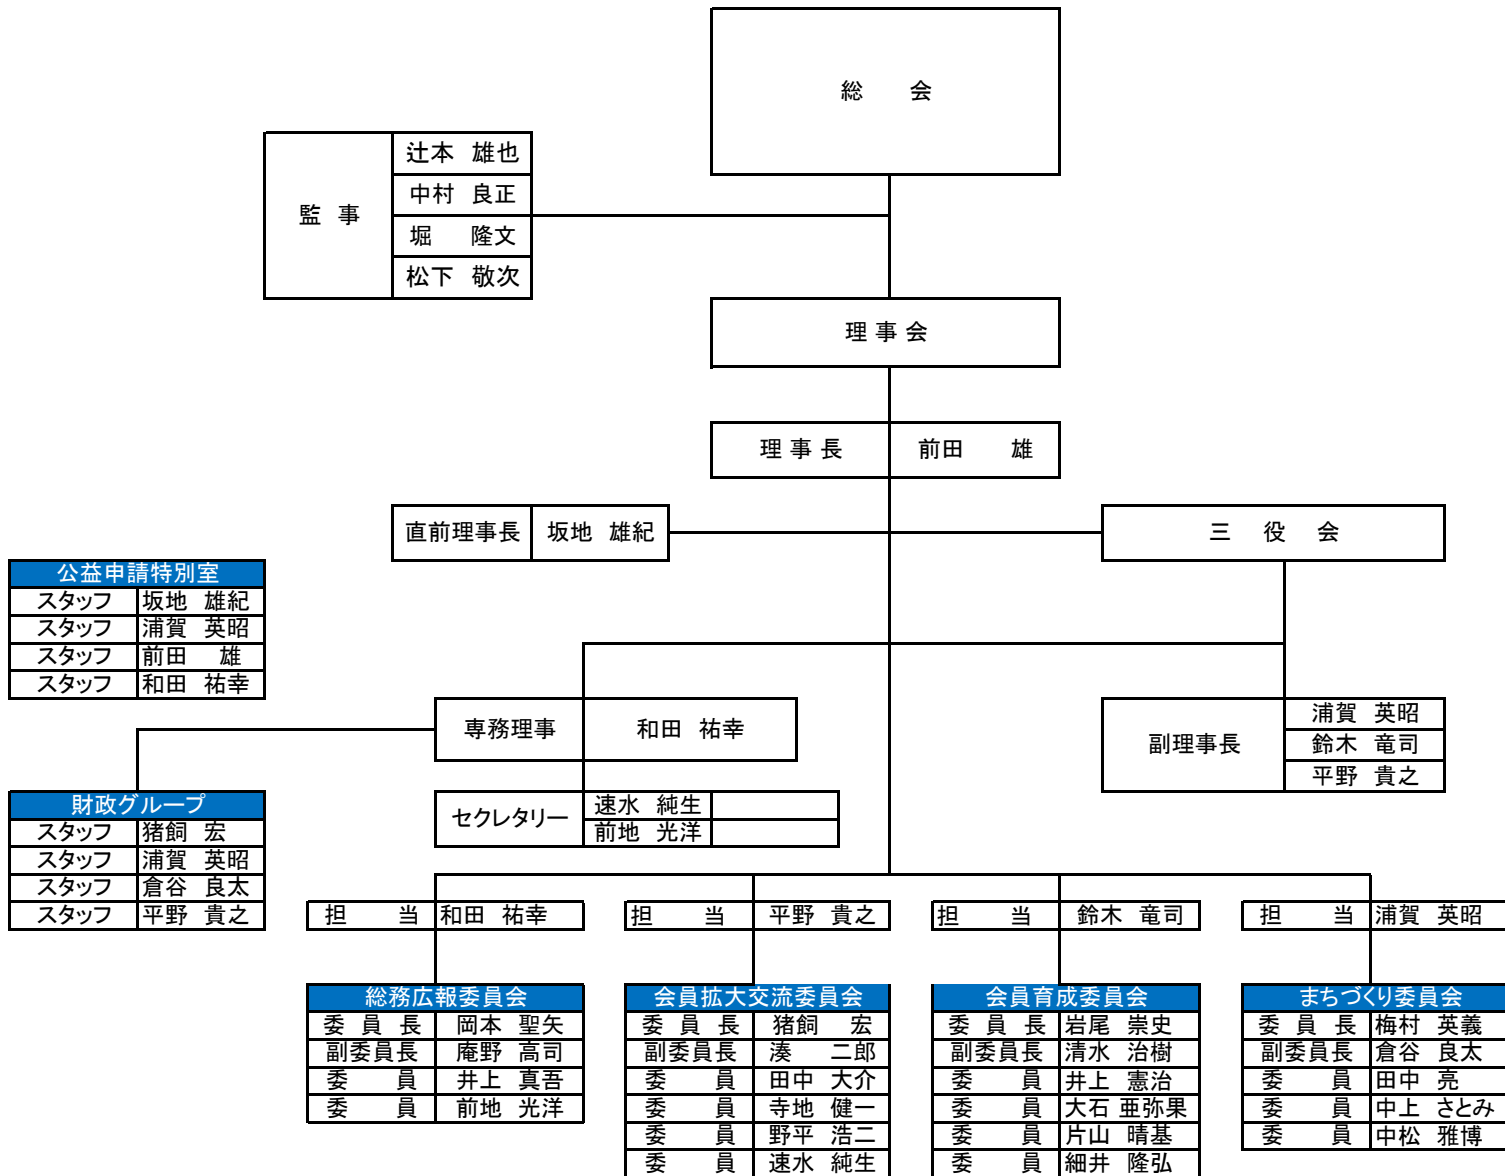 総　会
監 事
辻本 雄也
中村 良正
堀　隆文
松下 敬次
理 事 会
理 事 長　前田　雄
直前理事長　坂地 雄紀
三 役 会
公益申請特別室
スタッフ　坂地 雄紀
スタッフ　浦賀 英昭
スタッフ　前田　雄
スタッフ　和田 祐幸
専務理事　和田 祐幸
副理事長
浦賀 英昭
鈴木 竜司
平野 貴之
財政グループ
スタッフ　猪飼 宏
スタッフ　浦賀 英昭
スタッフ　倉谷 良太
スタッフ　平野 貴之
セクレタリー
速水 純生
前地 光洋
担　当　和田 祐幸
総務広報委員会
委 員 長　岡本 聖矢
副委員長　庵野 高司
委　員　井上 真吾
委　員　前地 光洋
担　当　平野 貴之
会員拡大交流委員会
委 員 長　猪飼　宏
副委員長　湊　二郎
委　員　田中 大介
委　員　寺地 健一
委　員　野平 浩二
委　員　速水 純生
担　当　鈴木 竜司
会員育成委員会
委 員 長　岩尾 崇史
副委員長　清水 治樹
委　員　井上 憲治
委　員　大石 亜弥果
委　員　片山 晴基
委　員　細井 隆弘
担　当　浦賀 英昭
まちづくり委員会
委 員 長　梅村 英義
副委員長　倉谷 良太
委　員　田中 亮
委　員　中上 さとみ
委　員　中松 雅博